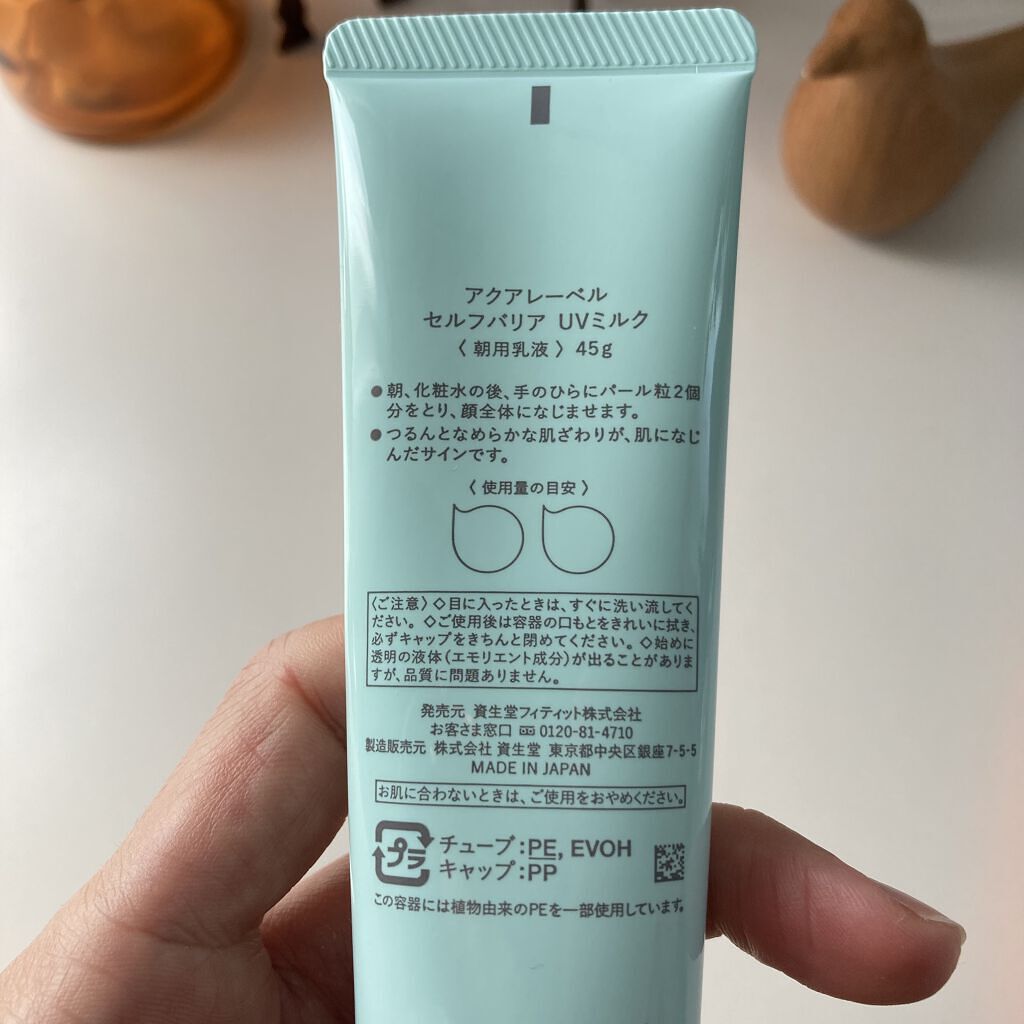 アクアレーベル
セルフバリア UVミルク
〈 朝用乳液 〉 45g
●朝、化粧水の後、手のひらにパール粒2個
分をとり、顔全体になじませます。
●つるんとなめらかな肌ざわりが、肌になじ
んだサインです。
〈 使用量の目安 〉
〈ご注意〉◇目に入ったときは、すぐに洗い流してく
ださい。◇ご使用後は容器の口もとをきれいに拭き、
必ずキャップをきちんと閉めてください。◇始めに
透明の液体(エモリエント成分)が出ることがありま
すが、品質に問題ありません。
発売元 資生堂フィティット株式会社
お客さま窓口 0120-81-4710
製造販売元 株式会社 資生堂 東京都中央区銀座7-5-5
MADE IN JAPAN
お肌に合わないときは、ご使用をおやめください。
プラ
チューブ:PE, EVOH
キャップ:PP
この容器には植物由来のPEを一部使用しています。